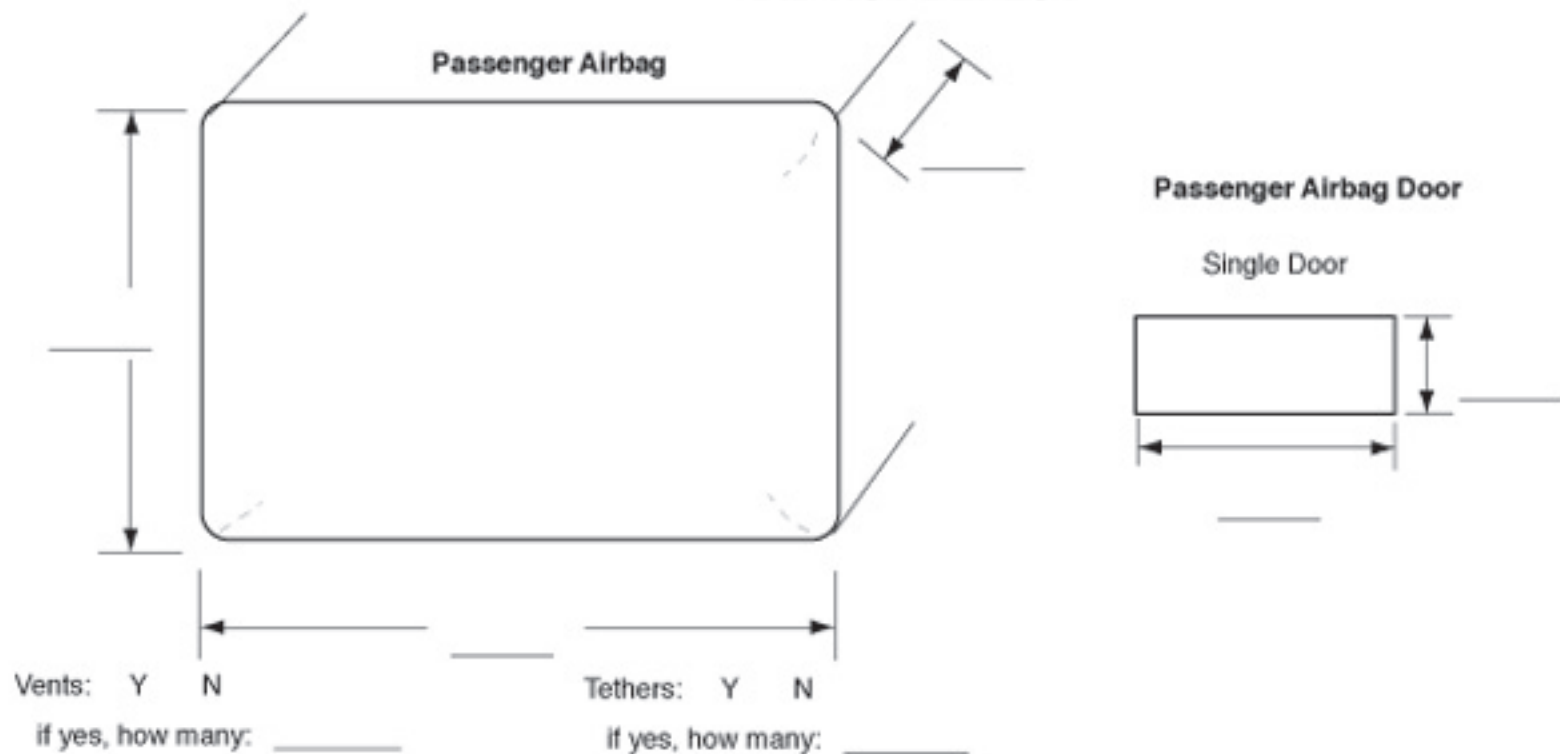 Passenger Airbag
Passenger Airbag Door
Single Door
Vents: Y N
Tethers: Y N
if yes, how many:
if yes, how many: